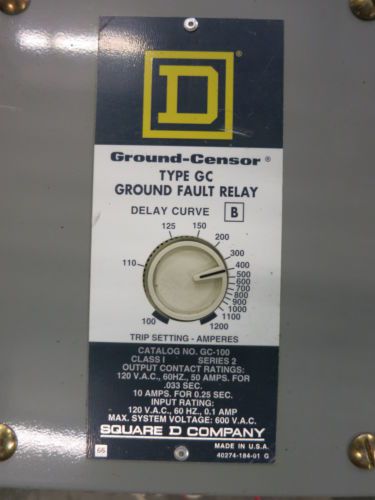 D
Ground-Censor ®
TYPE GC
GROUND FAULT RELAY
DELAY CURVE B
125 150
200
110 300
400
500
600
700
800
900
1000
1100
100 1200
TRIP SETTING - AMPERES
CATALOG NO. GC-100
CLASS I SERIES 2
OUTPUT CONTACT RATINGS:
120 V.A.C., 60HZ., 50 AMPS. FOR
.033 SEC.
10 AMPS. FOR 0.25 SEC.
INPUT RATING:
120 V.A.C., 60 HZ., 0.1 AMP
MAX. SYSTEM VOLTAGE: 600 V.A.C.
SQUARE D COMPANY
MADE IN U.S.A.
40274-184-01 G